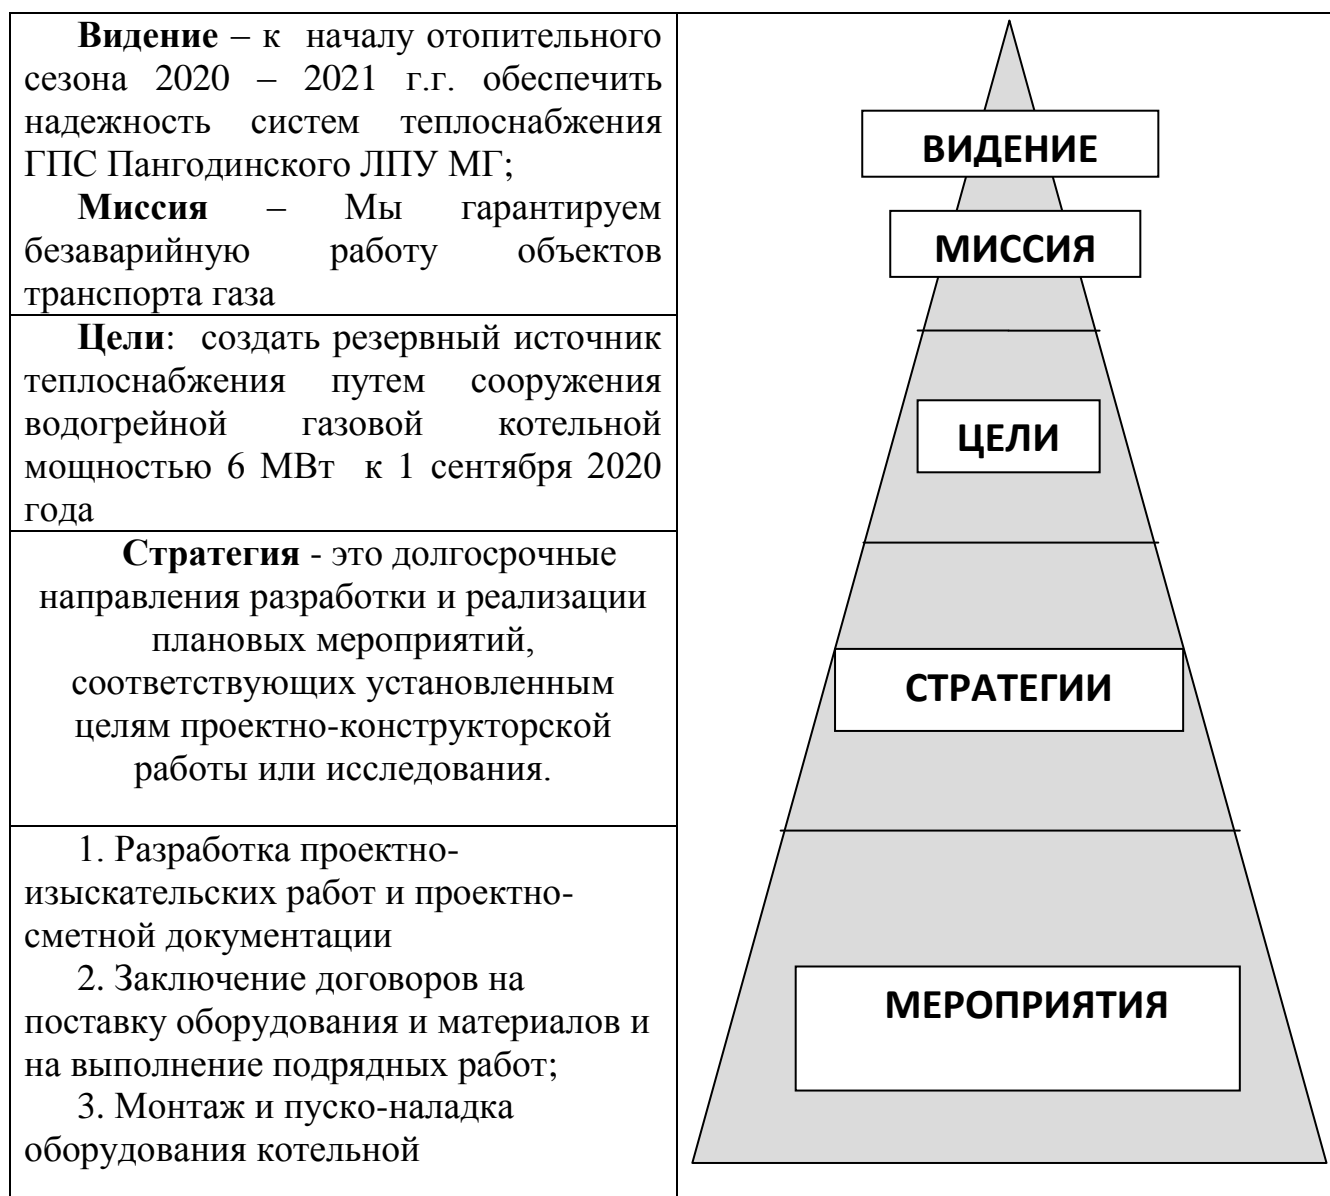 Видение – к началу отопительного
сезона 2020 – 2021 г.г. обеспечить
надежность систем теплоснабжения
ГПС Пангодинского ЛПУ МГ;
Миссия – Мы гарантируем
безаварийную работу объектов
транспорта газа
Цели: создать резервный источник
теплоснабжения путем сооружения
водогрейной газовой котельной
мощностью 6 МВт к 1 сентября 2020
года
Стратегия - это долгосрочные
направления разработки и реализации
плановых мероприятий,
соответствующих установленным
целям проектно-конструкторской
работы или исследования.
1. Разработка проектно-
изыскательских работ и проектно-
сметной документации
2. Заключение договоров на
поставку оборудования и материалов и
на выполнение подрядных работ;
3. Монтаж и пуско-наладка
оборудования котельной
ВИДЕНИЕ
МИССИЯ
ЦЕЛИ
СТРАТЕГИИ
МЕРОПРИЯТИЯ